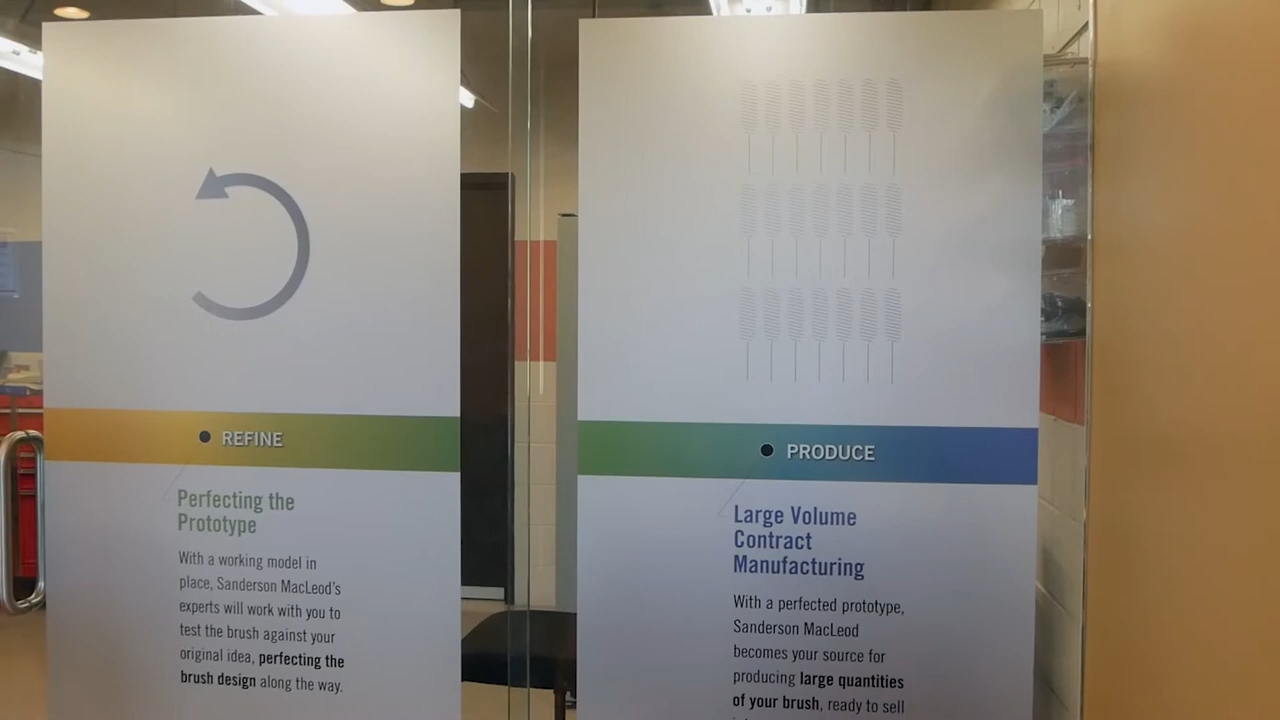 REFINE
Perfecting the
Prototype
With a working model in
place, Sanderson MacLeod's
experts will work with you to
test the brush against your
original idea, perfecting the
brush design along the way.
PRODUCE
Large Volume
Contract
Manufacturing
With a perfected prototype,
Sanderson MacLeod
becomes your source for
producing large quantities
of your brush, ready to sell